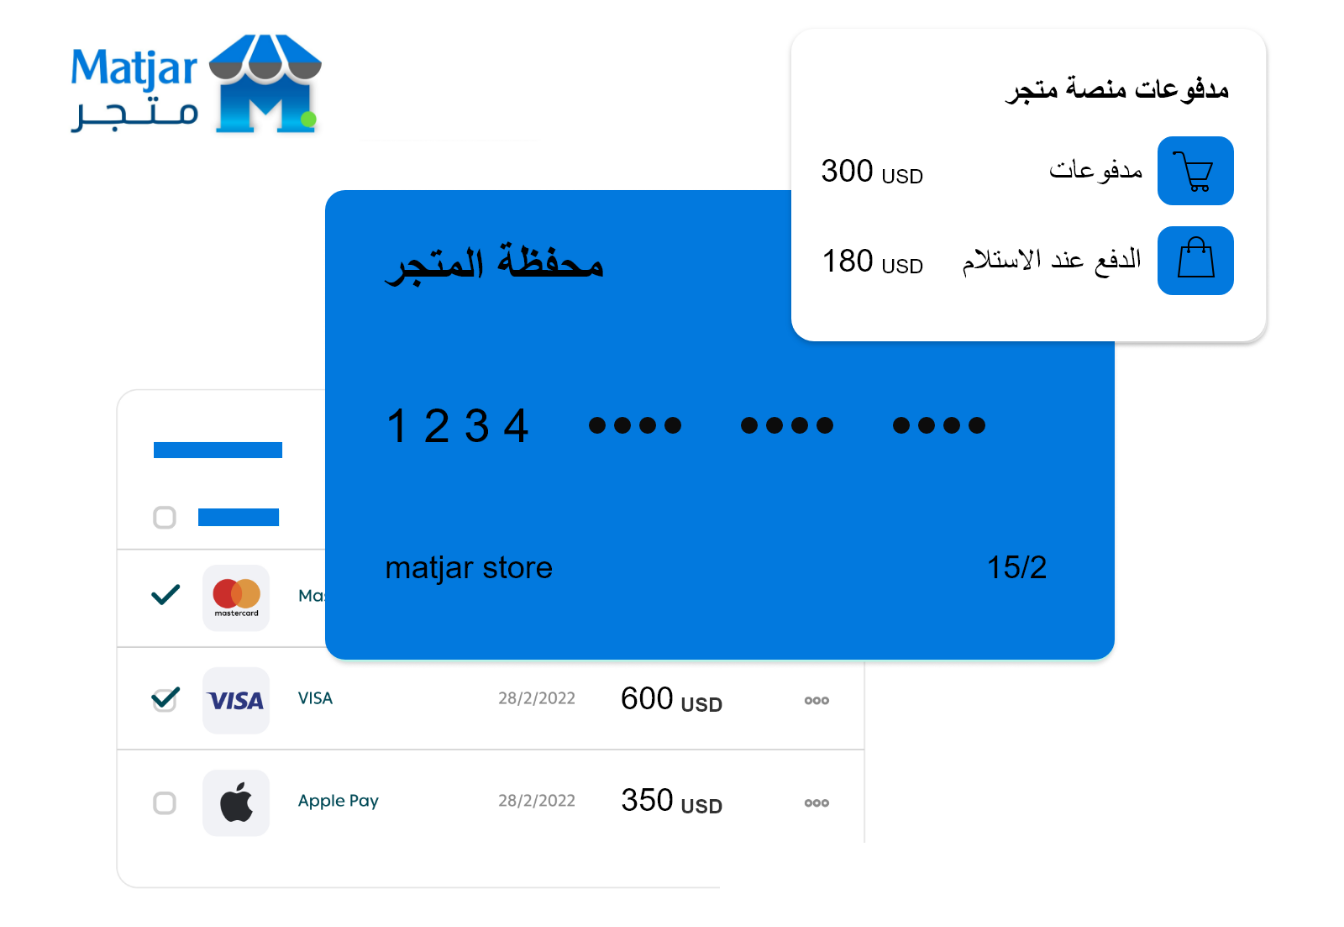 Matjar
متجر
مدفوعات منصة متجر
مدفوعات 300 USD
الدفع عند الاستلام 180 USD
محفظة المتجر
1 2 3 4 •••• •••• ••••
matjar store 15/2
mastercard
VISA VISA 28/2/2022 600 USD
Apple Pay 28/2/2022 350 USD